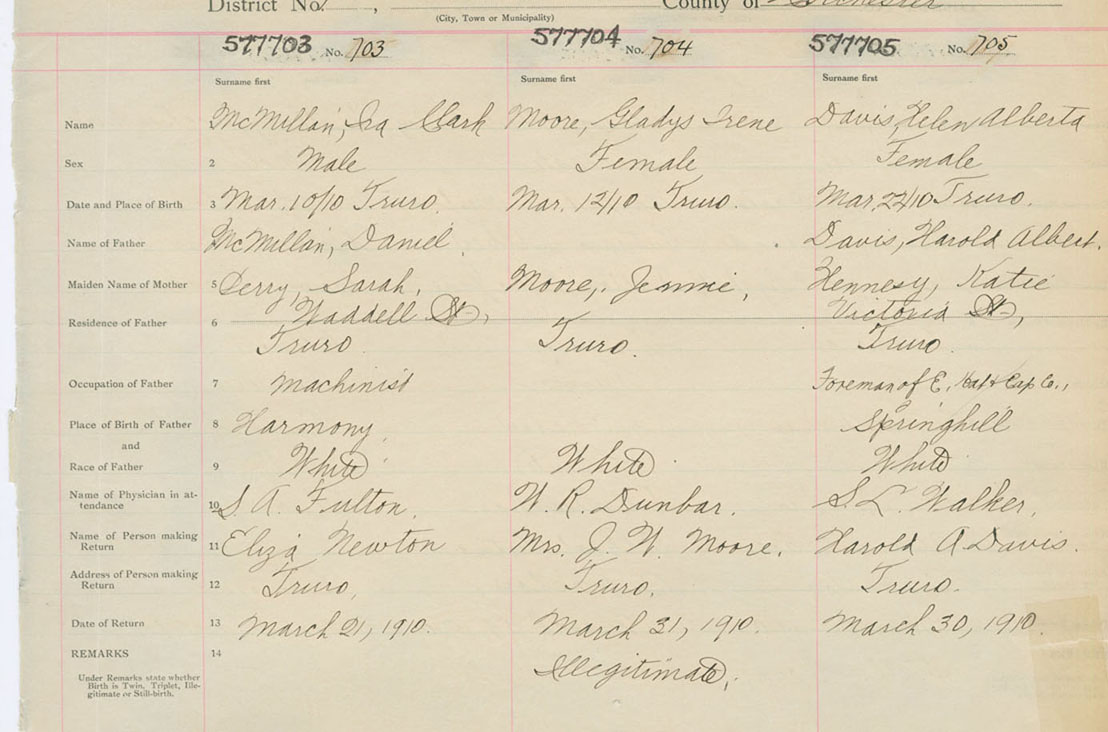 District No. , County of Colchester
(City, Town or Municipality)
577703 No. 703 577704 No. 704 577705 No. 705
Surname first Surname first Surname first
Name McMillan, Ira Clark Moore, Gladys Irene Davis, Helen Alberta
Sex 2 Male Female Female
Date and Place of Birth 3 Mar. 10/10 Truro. Mar. 12/10 Truro. Mar. 22/10 Truro.
Name of Father McMillan, Daniel Davis, Harold Albert.
Maiden Name of Mother 5 Perry, Sarah, Moore, Jennie, Hennesy, Katie
Waddell St, Victoria St,
Residence of Father 6
Truro Truro. Truro.
Occupation of Father 7 Machinist Foreman of E. Hat & Cap Co.,
Place of Birth of Father 8 Harmony Springhill
and
Race of Father 9 White White White
Name of Physician in at-
tendance 10 S. A. Fulton. W. R. Dunbar. S. L. Walker.
Name of Person making
Return 11 Eliza Newton Mrs. J. W. Moore. Harold A Davis.
Address of Person making
Return 12 Truro, Truro. Truro.
Date of Return 13 March 21, 1910. March 31, 1910. March 30, 1910.
REMARKS 14
Illegitimate,
Under Remarks state whether
Birth is Twin, Triplet, Ille-
gitimate or Still-birth.